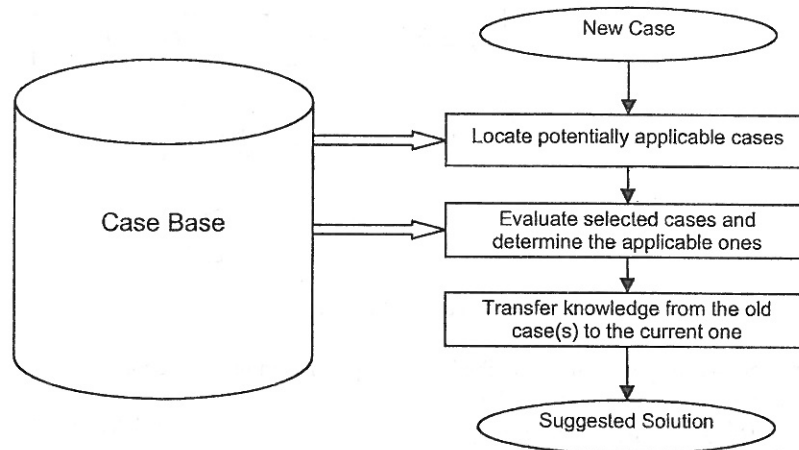 New Case
Locate potentially applicable cases
Case Base
Evaluate selected cases and
determine the applicable ones
Transfer knowledge from the old
case(s) to the current one
Suggested Solution